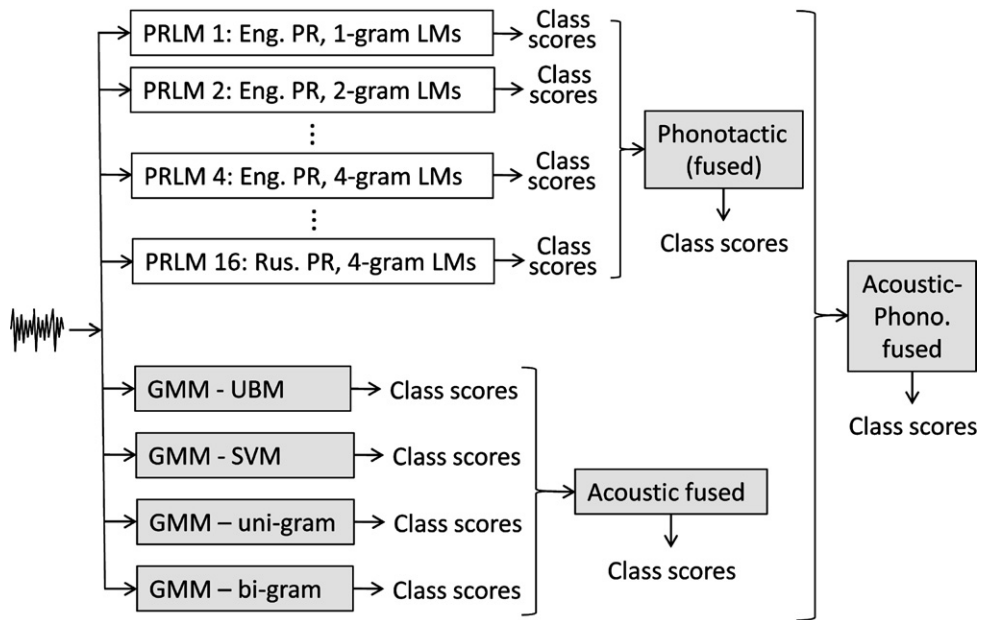 PRLM 1: Eng. PR, 1-gram LMs
Class
scores
PRLM 2: Eng. PR, 2-gram LMs
Class
scores
⋮
PRLM 4: Eng. PR, 4-gram LMs
Class
scores
⋮
PRLM 16: Rus. PR, 4-gram LMs
Class
scores
Phonotactic
(fused)
Class scores
GMM - UBM
Class scores
GMM - SVM
Class scores
GMM – uni-gram
Class scores
GMM – bi-gram
Class scores
Acoustic fused
Class scores
Acoustic-
Phono.
fused
Class scores